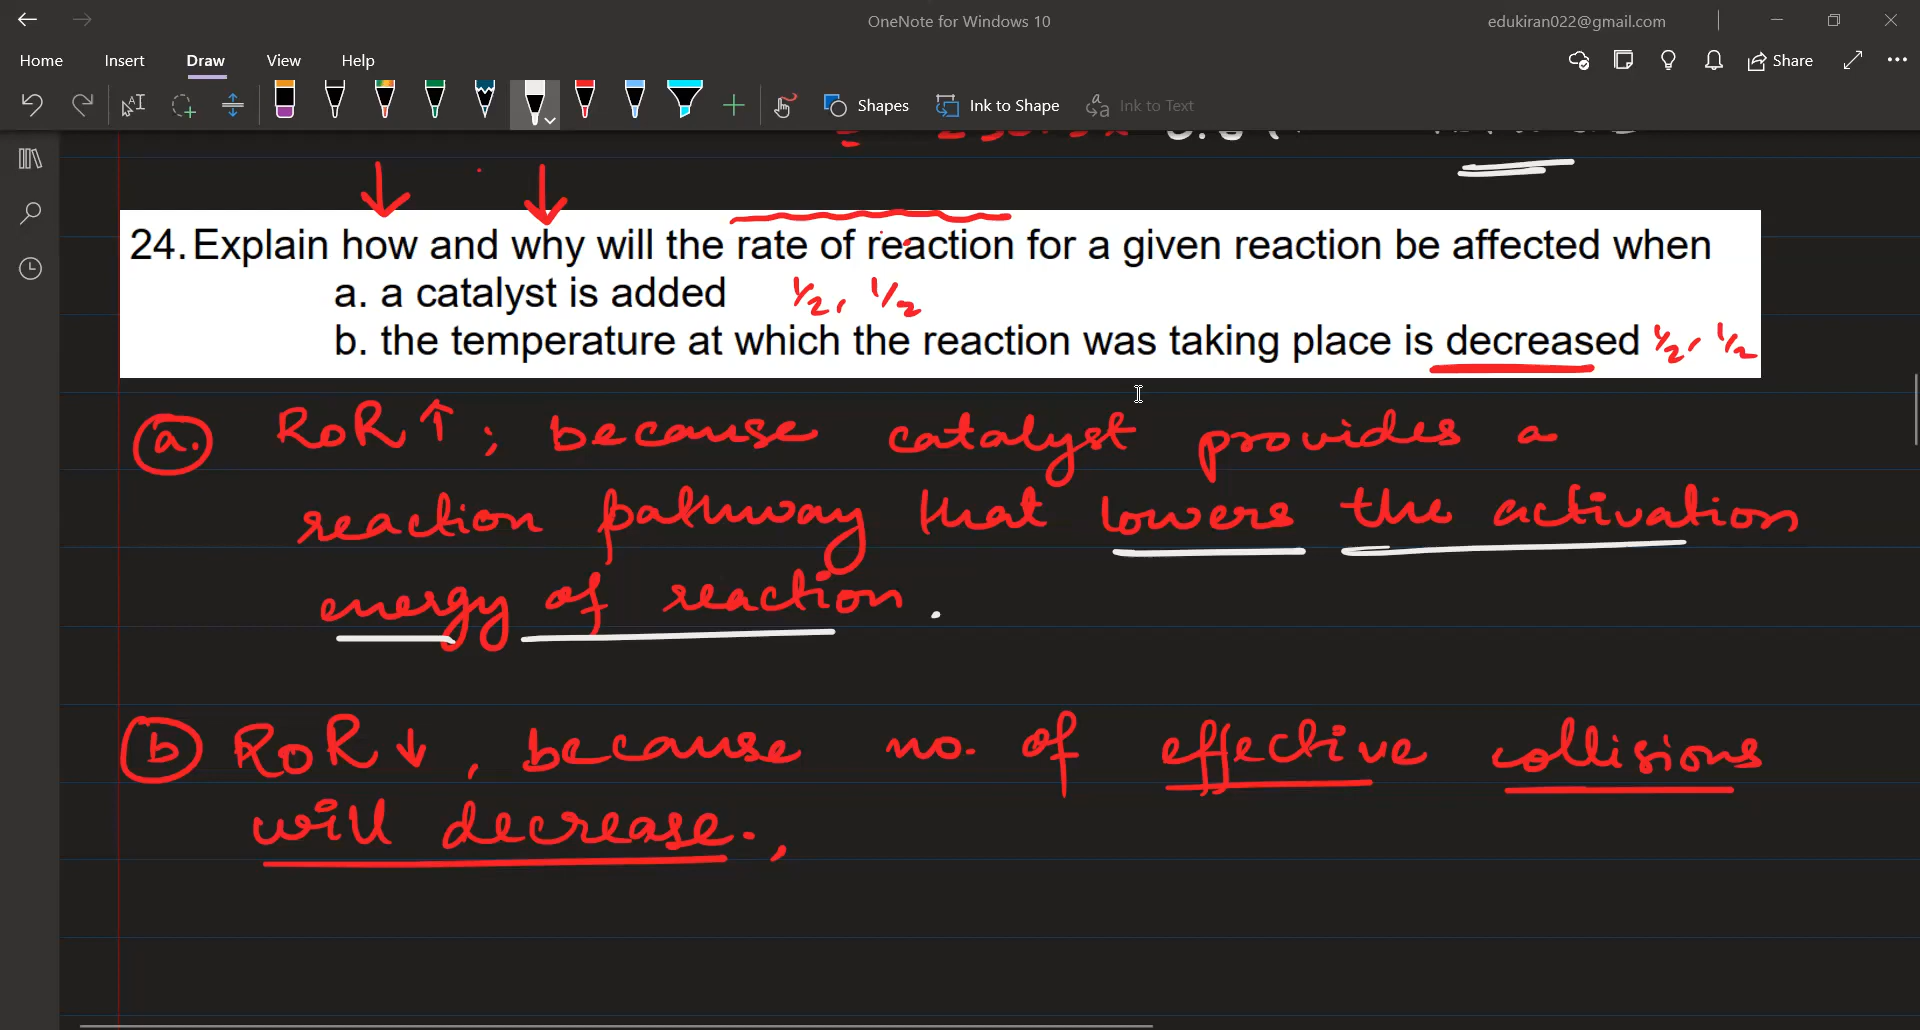 OneNote for Windows 10
edukiran022@gmail.com
Home Insert Draw View Help
Share
Shapes Ink to Shape Ink to Text
24. Explain how and why will the rate of reaction for a given reaction be affected when
a. a catalyst is added ½, ½
b. the temperature at which the reaction was taking place is decreased ½, ½
a. RoR ↑ ; because catalyst provides a
reaction pathway that lowers the activation
energy of reaction.
b RoR ↓, because no. of effective collisions
will decrease.,